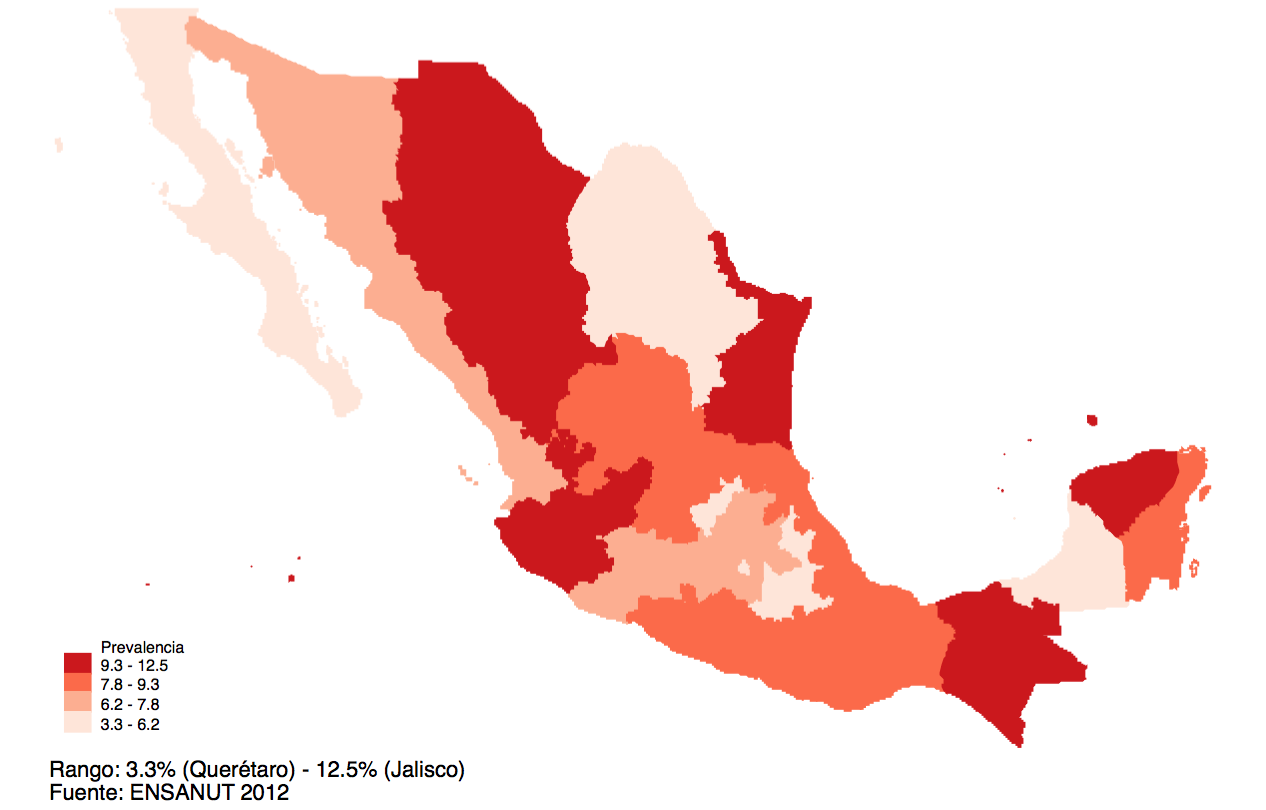 Prevalencia
9.3 - 12.5
7.8 - 9.3
6.2 - 7.8
3.3 - 6.2
Rango: 3.3% (Querétaro) - 12.5% (Jalisco)
Fuente: ENSANUT 2012